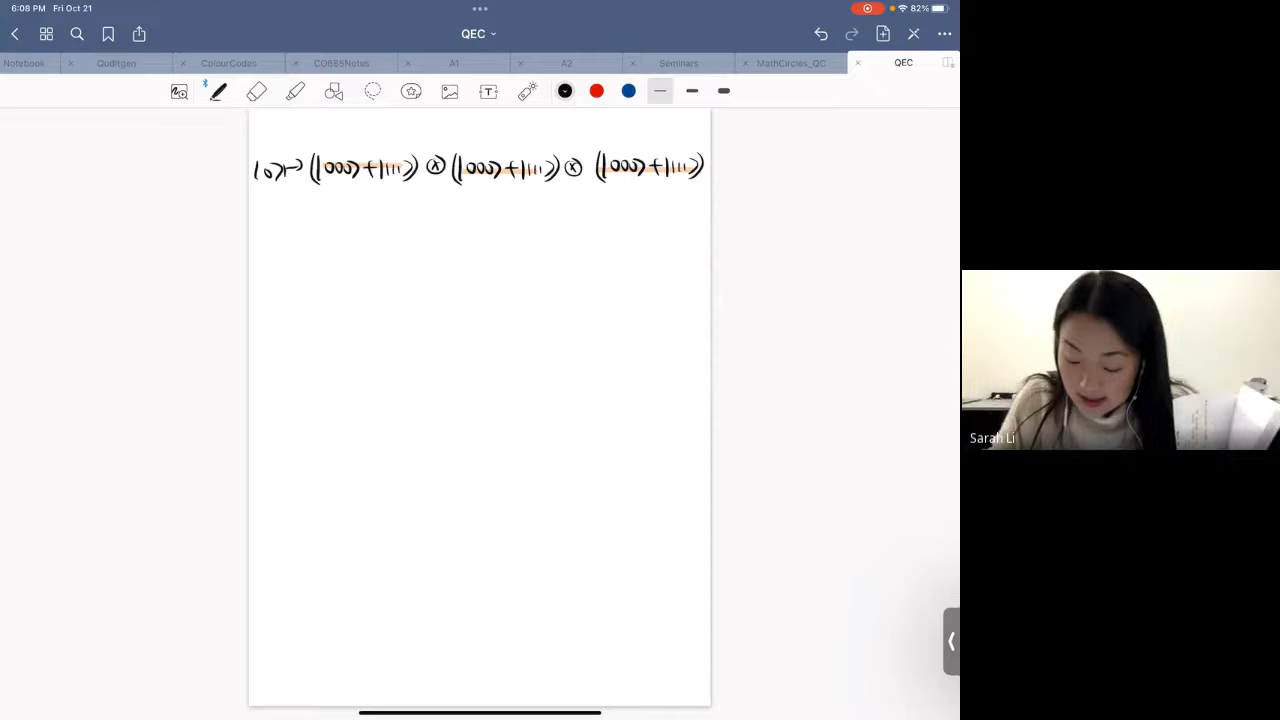 6:08 PM Fri Oct 21
82%
QEC
Notebook
Quditgen
ColourCodes
CO685Notes
A1
A2
Seminars
MathCircles_QC
QEC
T
|0⟩↦(|000⟩+|111⟩)⊗(|000⟩+|111⟩)⊗(|000⟩+|111⟩)
Sarah Li